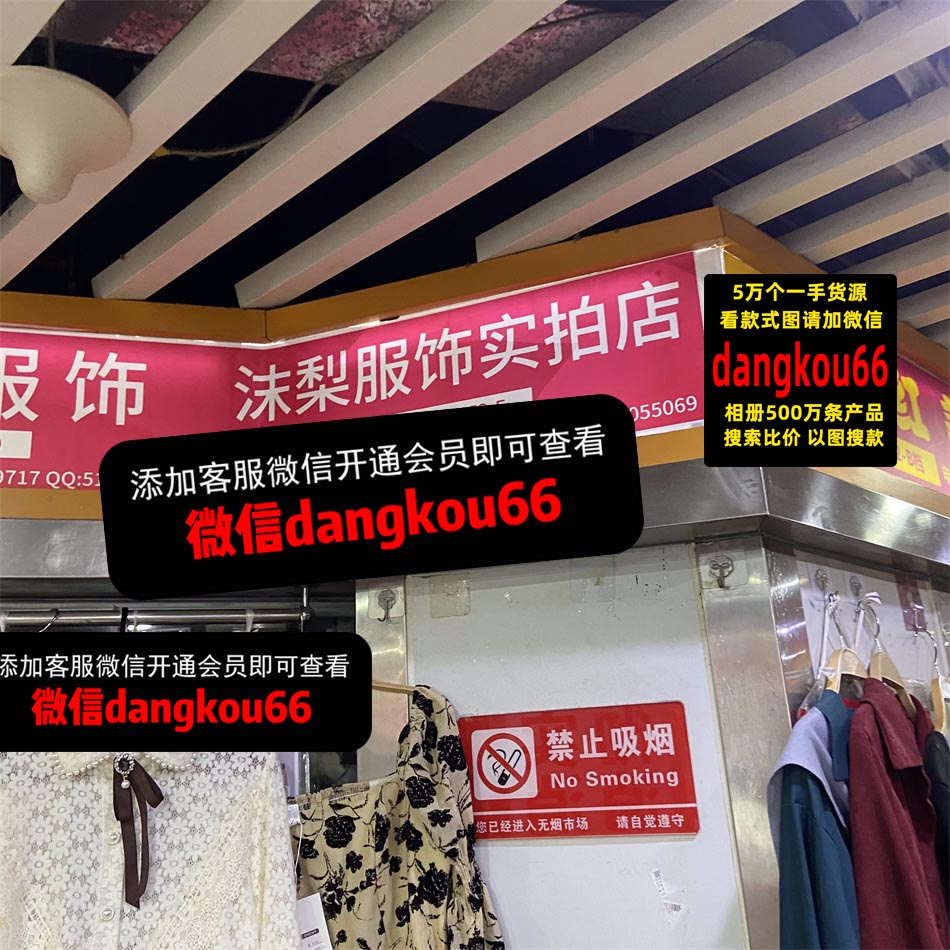 服饰
9717 QQ:51
沫梨服饰实拍店
055069
5万个一手货源
看款式图请加微信
dangkou66
相册500万条产品
搜索比价 以图搜款
添加客服微信开通会员即可查看
微信dangkou66
添加客服微信开通会员即可查看
微信dangkou66
禁止吸烟
No Smoking
您已经进入无烟市场 请自觉遵守